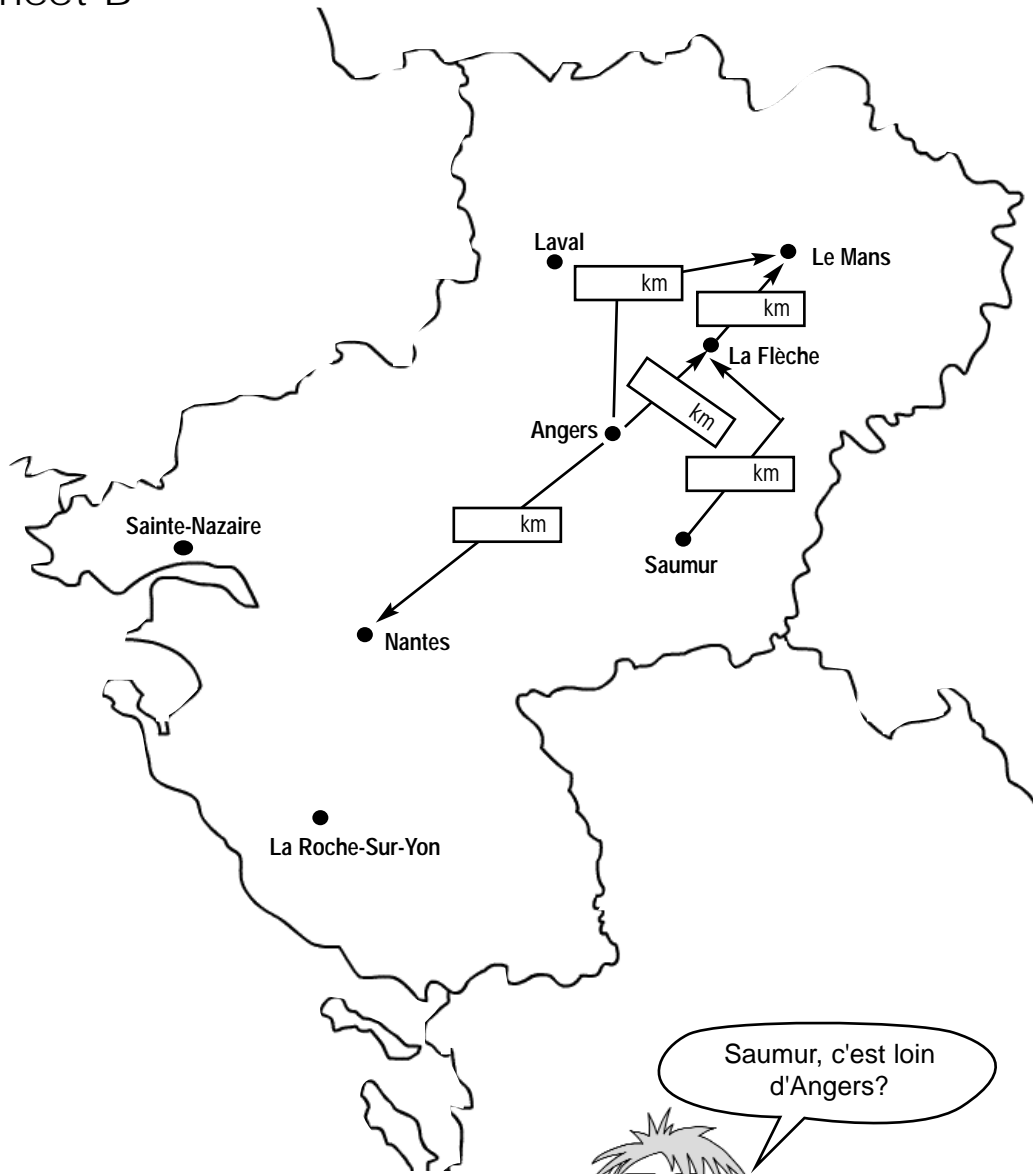 Laval
Le Mans
km
km
La Flèche
km
Angers
km
km
Sainte-Nazaire
Saumur
Nantes
La Roche-Sur-Yon
Saumur, c'est loin
d'Angers?